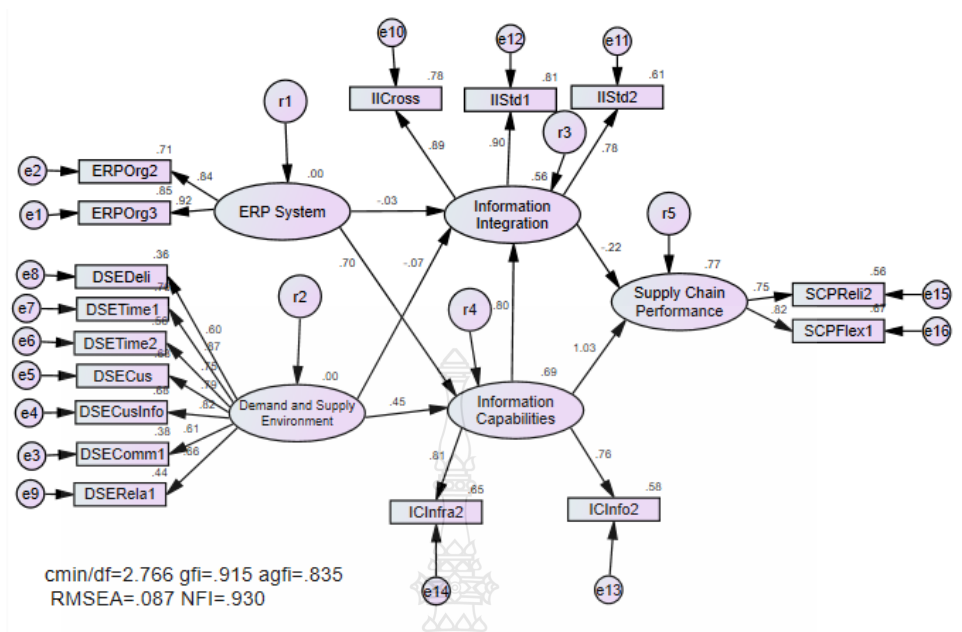 e10
e12
e11
.78
.81
.61
IICross
IIStd1
IIStd2
r1
r3
.89
.90
.78
.71
e2
ERPOrg2
.84
.00
.56
.85
e1
ERPOrg3
.92
ERP System
-.03
Information
Integration
r5
.36
e8
DSEDeli
.70
-.07
-.22
.77
e7
DSETime1
r2
r4
.80
Supply Chain
Performance
.75
.56
SCPReli2
e15
e6
DSETime2
.60
.87
.82
.67
SCPFlex1
e16
e5
DSECus
.75
.79
1.03
.00
.69
.68
e4
DSECusInfo
.82
Demand and Supply
Environment
.45
Information
Capabilities
.38
.61
e3
DSEComm1
.66
.44
e9
DSERela1
.81
.76
.65
.58
ICInfra2
ICInfo2
e14
e13
cmin/df=2.766 gfi=.915 agfi=.835
RMSEA=.087 NFI=.930